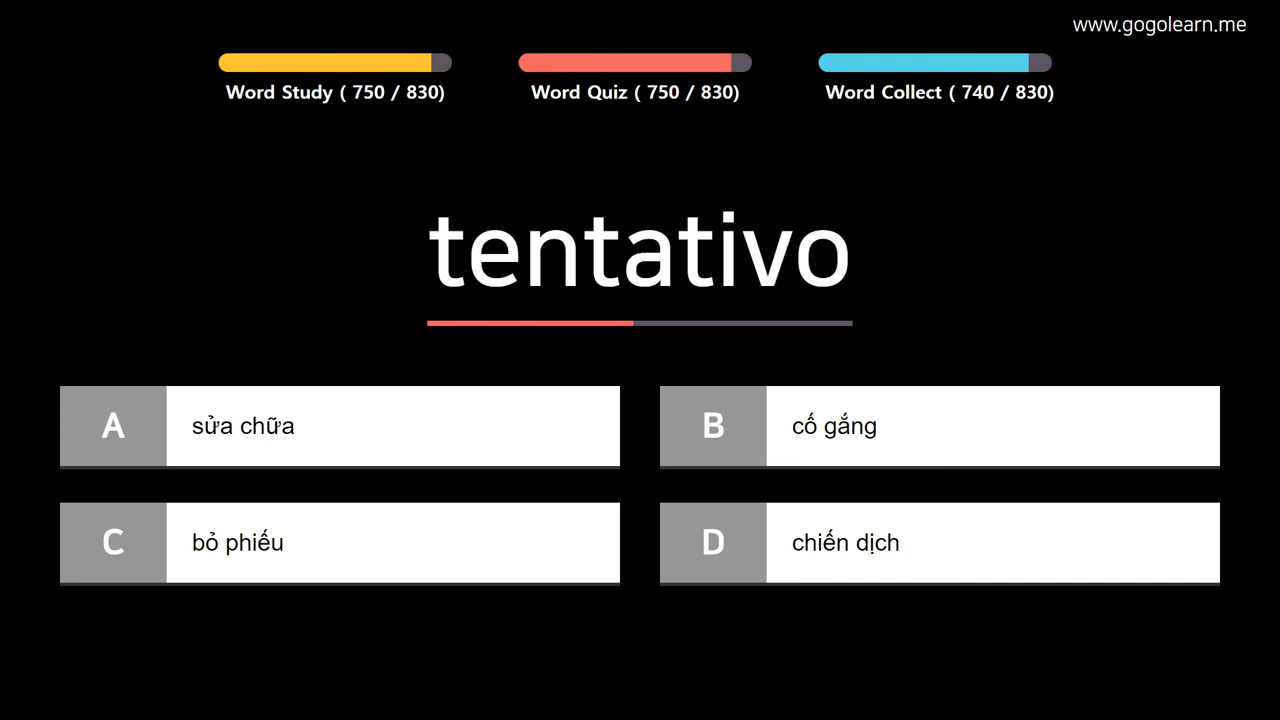 www.gogolearn.me
Word Study ( 750 / 830)
Word Quiz ( 750 / 830)
Word Collect ( 740 / 830)
tentativo
A
sửa chữa
B
cố gắng
C
bỏ phiếu
D
chiến dịch